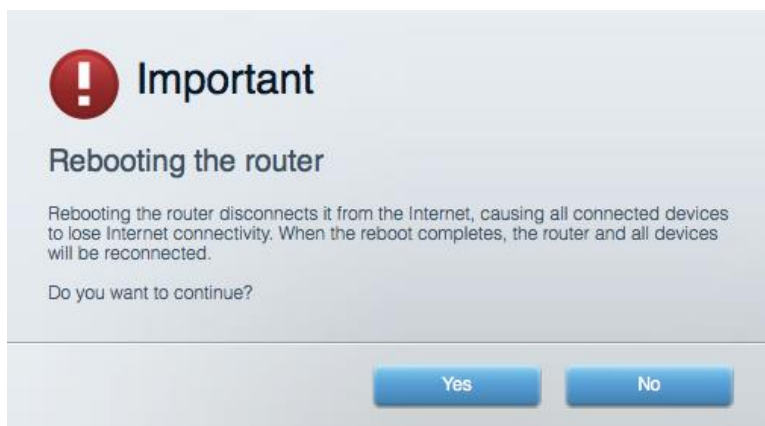 Important
Rebooting the router
Rebooting the router disconnects it from the Internet, causing all connected devices
to lose Internet connectivity. When the reboot completes, the router and all devices
will be reconnected.
Do you want to continue?
Yes No